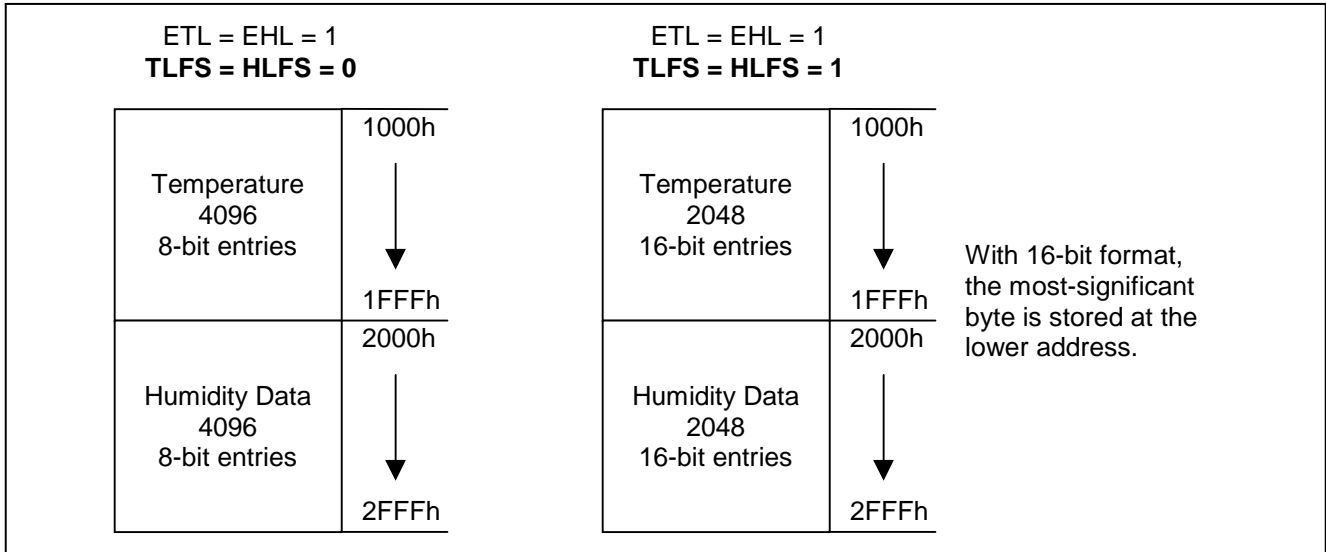 ETL = EHL = 1
TLFS = HLFS = 0
1000h
Temperature
4096
8-bit entries
1FFFh
2000h
Humidity Data
4096
8-bit entries
2FFFh
ETL = EHL = 1
TLFS = HLFS = 1
1000h
Temperature
2048
16-bit entries
1FFFh
2000h
Humidity Data
2048
16-bit entries
2FFFh
With 16-bit format,
the most-significant
byte is stored at the
lower address.